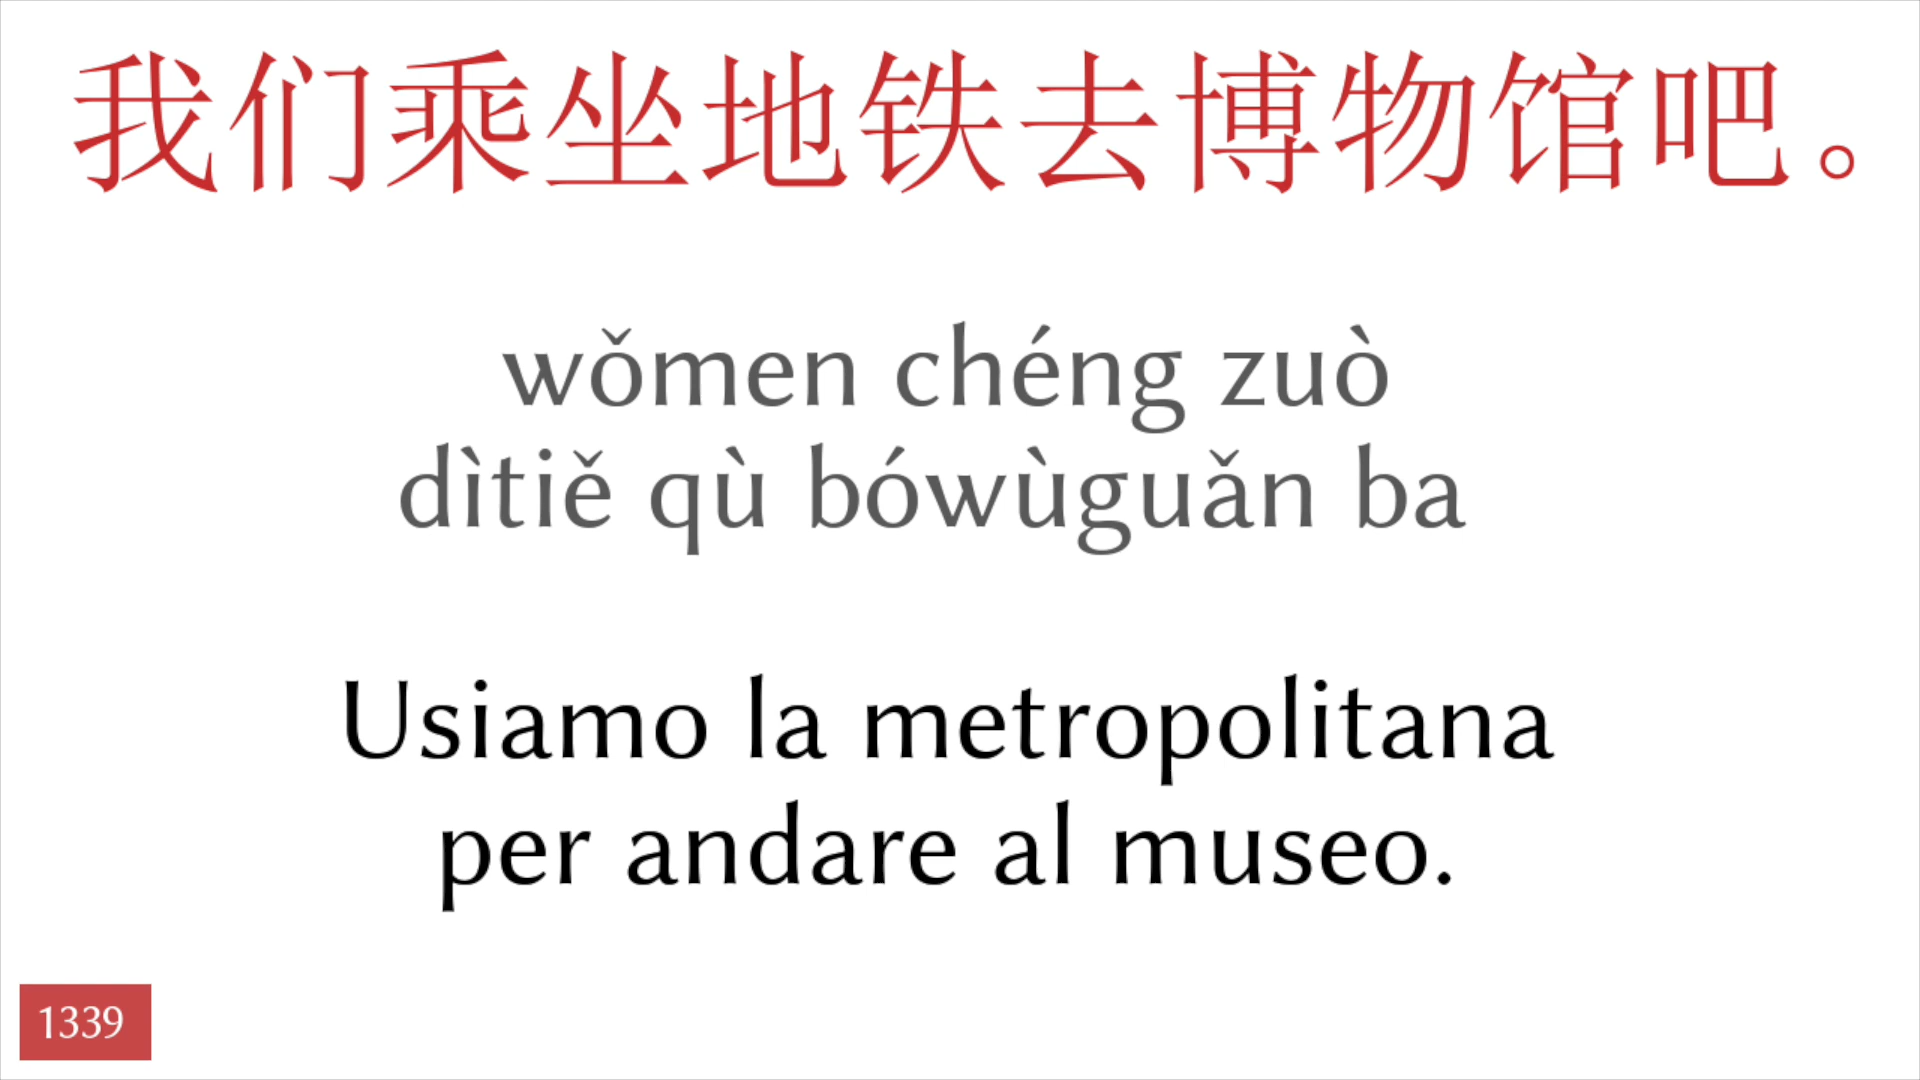 我们乘坐地铁去博物馆吧。
wǒmen chéng zuò
dìtiě qù bówùguǎn ba
Usiamo la metropolitana
per andare al museo.
1339